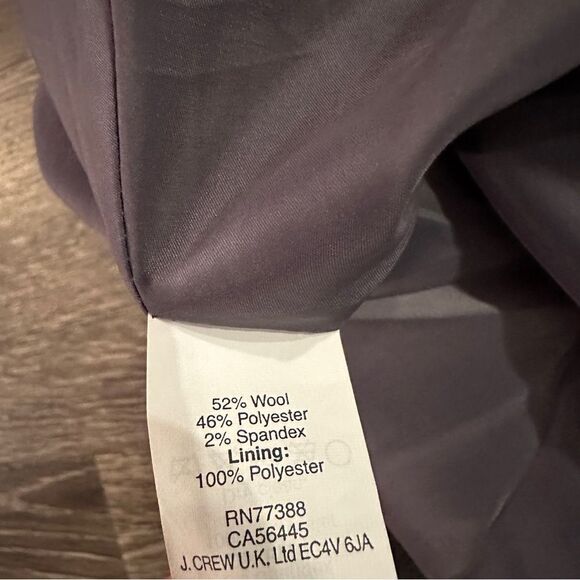 52% Wool
46% Polyester
2% Spandex
Lining:
100% Polyester
RN77388
CA56445
J.CREW U.K. Ltd EC4V 6JA